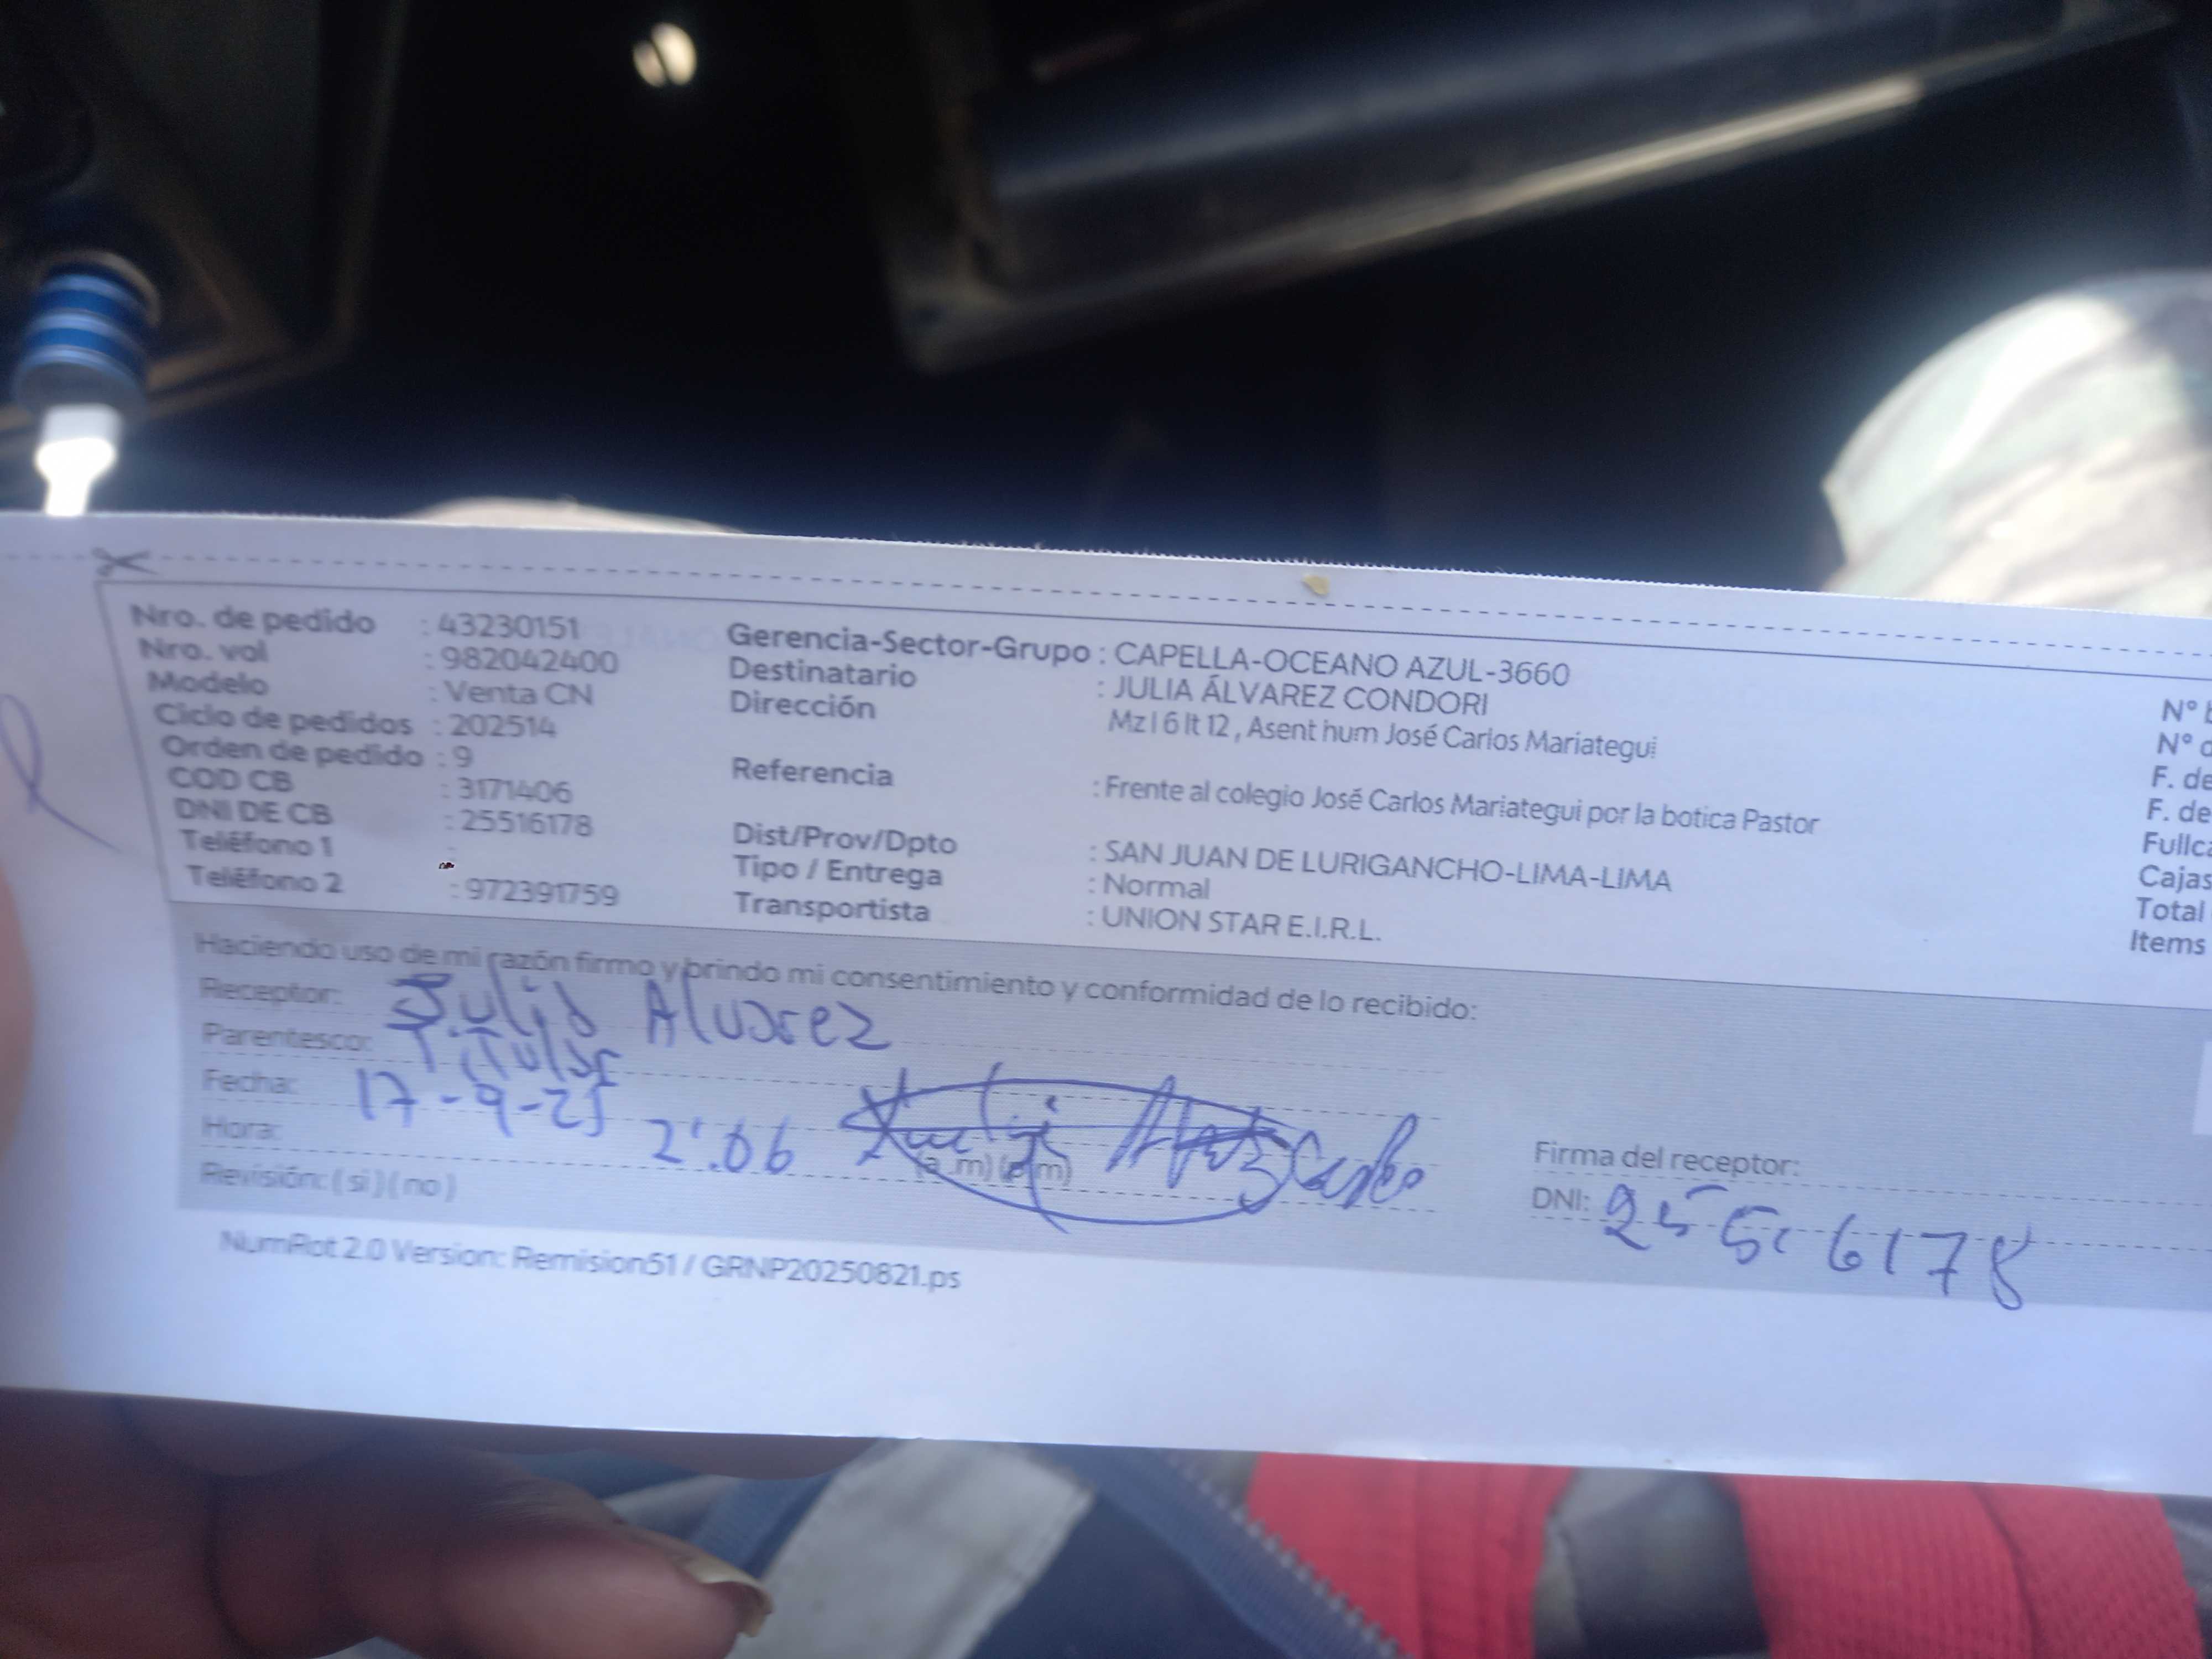 Nro. de pedido : 43230151
Nro. vol : 982042400
Modelo : Venta CN
Ciclo de pedidos : 202514
Orden de pedido : 9
COD CB : 3171406
DNI DE CB : 25516178
Teléfono 1 :
Teléfono 2 : 972391759
Gerencia-Sector-Grupo : CAPELLA-OCEANO AZUL-3660
Destinatario : JULIA ÁLVAREZ CONDORI
Dirección Mz I 6 lt 12 , Asent hum José Carlos Mariategui
Referencia : Frente al colegio José Carlos Mariategui por la botica Pastor
Dist/Prov/Dpto : SAN JUAN DE LURIGANCHO-LIMA-LIMA
Tipo / Entrega : Normal
Transportista : UNION STAR E.I.R.L.
N°
N°
F. de
F. de
Cajas
Total
Items
Haciendo uso de mi razón firmo y brindo mi consentimiento y conformidad de lo recibido:
Receptor: Julia Alvarez
Parentesco: Titular
Fecha: 17-9-25
Hora: 2:06 (a .m) (p.m)
Revisión: ( si ) ( no )
Firma del receptor:
DNI: 25516178
NumRot 2.0 Version: Remision51 / GRNP20250821.ps